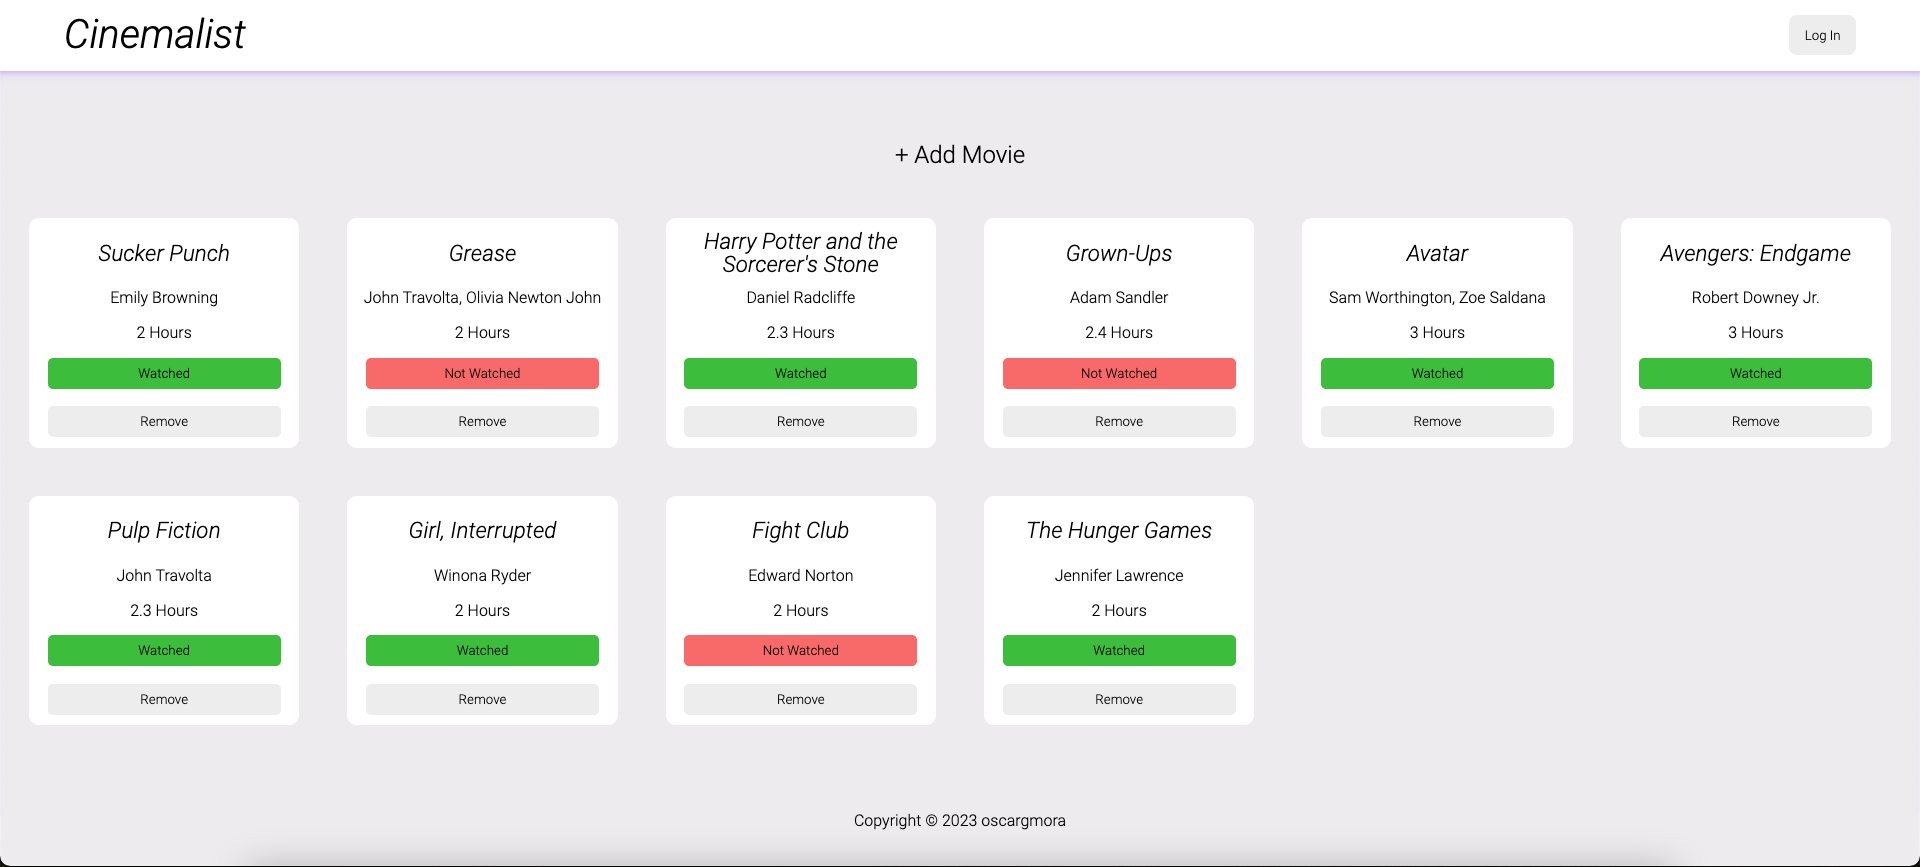 Cinemalist
Log In
+ Add Movie
Sucker Punch
Emily Browning
2 Hours
Watched
Remove
Grease
John Travolta, Olivia Newton John
2 Hours
Not Watched
Remove
Harry Potter and the
Sorcerer's Stone
Daniel Radcliffe
2.3 Hours
Watched
Remove
Grown-Ups
Adam Sandler
2.4 Hours
Not Watched
Remove
Avatar
Sam Worthington, Zoe Saldana
3 Hours
Watched
Remove
Avengers: Endgame
Robert Downey Jr.
3 Hours
Watched
Remove
Pulp Fiction
John Travolta
2.3 Hours
Watched
Remove
Girl, Interrupted
Winona Ryder
2 Hours
Watched
Remove
Fight Club
Edward Norton
2 Hours
Not Watched
Remove
The Hunger Games
Jennifer Lawrence
2 Hours
Watched
Remove
Copyright © 2023 oscargmora